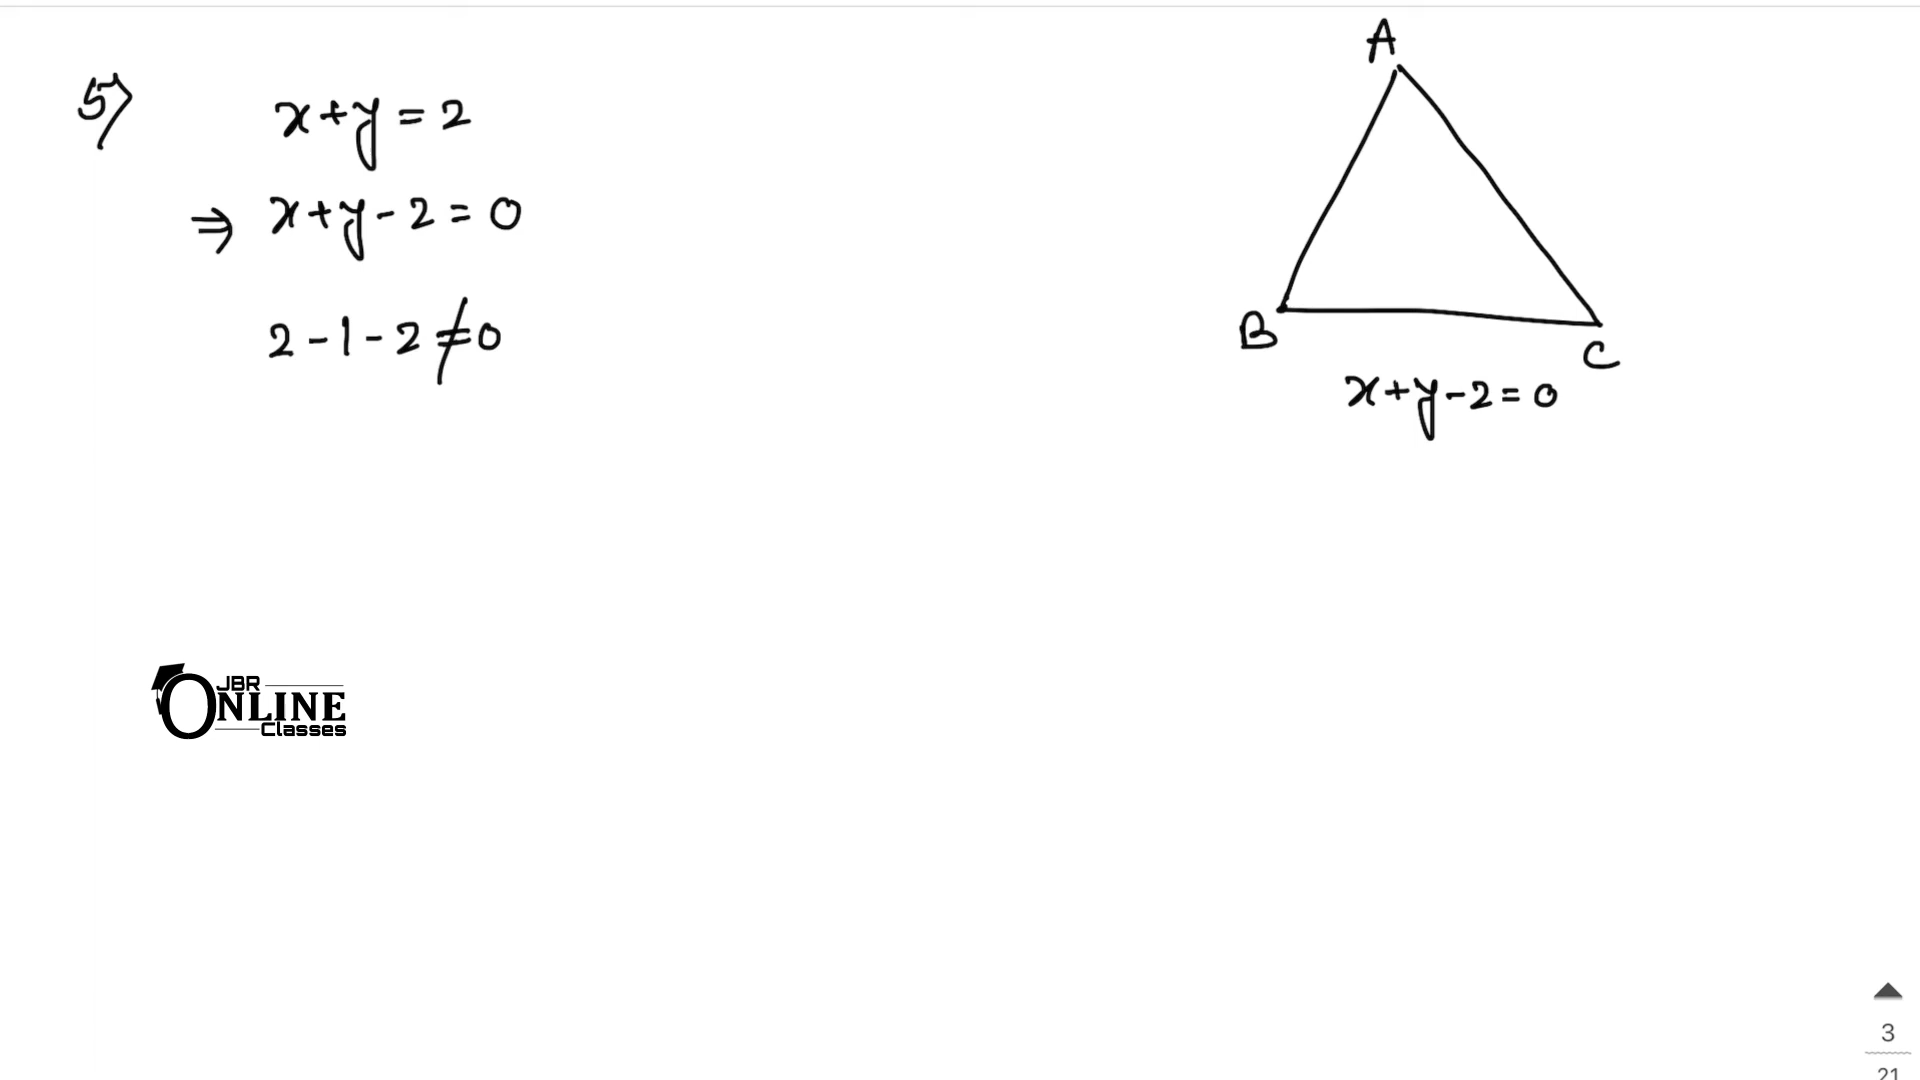 5)
x+y=2
⇒ x+y-2=0
2-1-2≠0
A
B
C
x+y-2=0
JBR
ONLINE
Classes
3
21